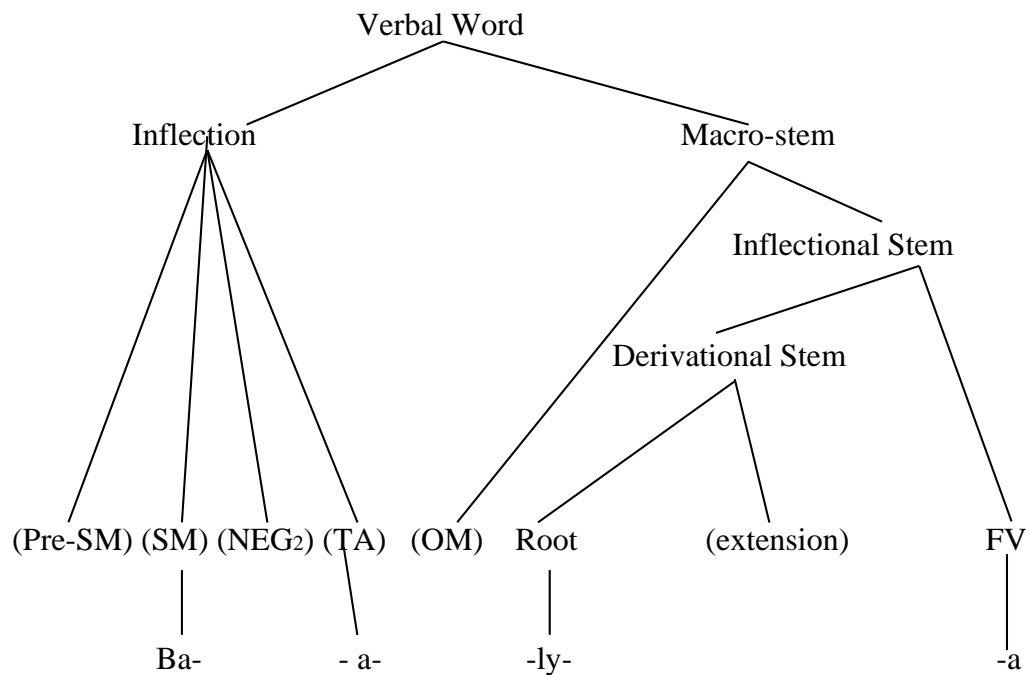 Verbal Word
Inflection Macro-stem
Inflectional Stem
Derivational Stem
(Pre-SM) (SM) (NEG₂) (TA) (OM) Root (extension) FV
Ba- - a- -ly- -a